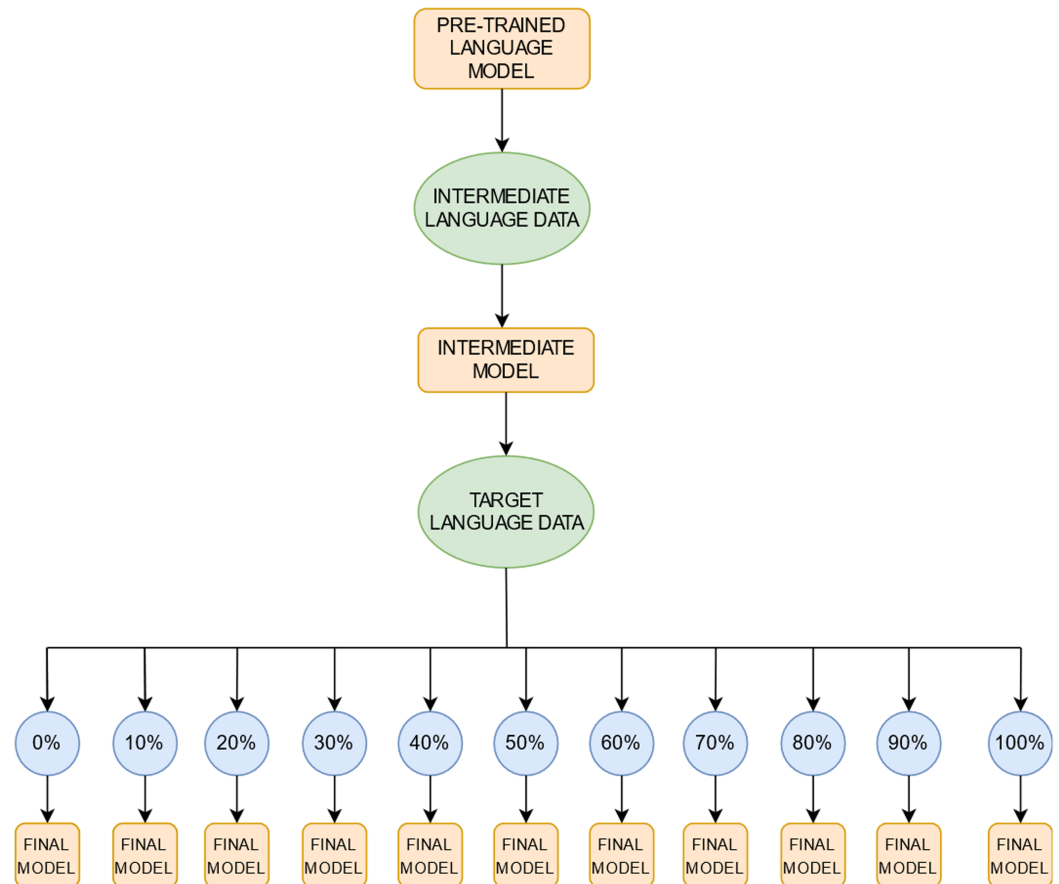 PRE-TRAINED
LANGUAGE
MODEL
INTERMEDIATE
LANGUAGE DATA
INTERMEDIATE
MODEL
TARGET
LANGUAGE DATA
0%
10%
20%
30%
40%
50%
60%
70%
80%
90%
100%
FINAL
MODEL
FINAL
MODEL
FINAL
MODEL
FINAL
MODEL
FINAL
MODEL
FINAL
MODEL
FINAL
MODEL
FINAL
MODEL
FINAL
MODEL
FINAL
MODEL
FINAL
MODEL